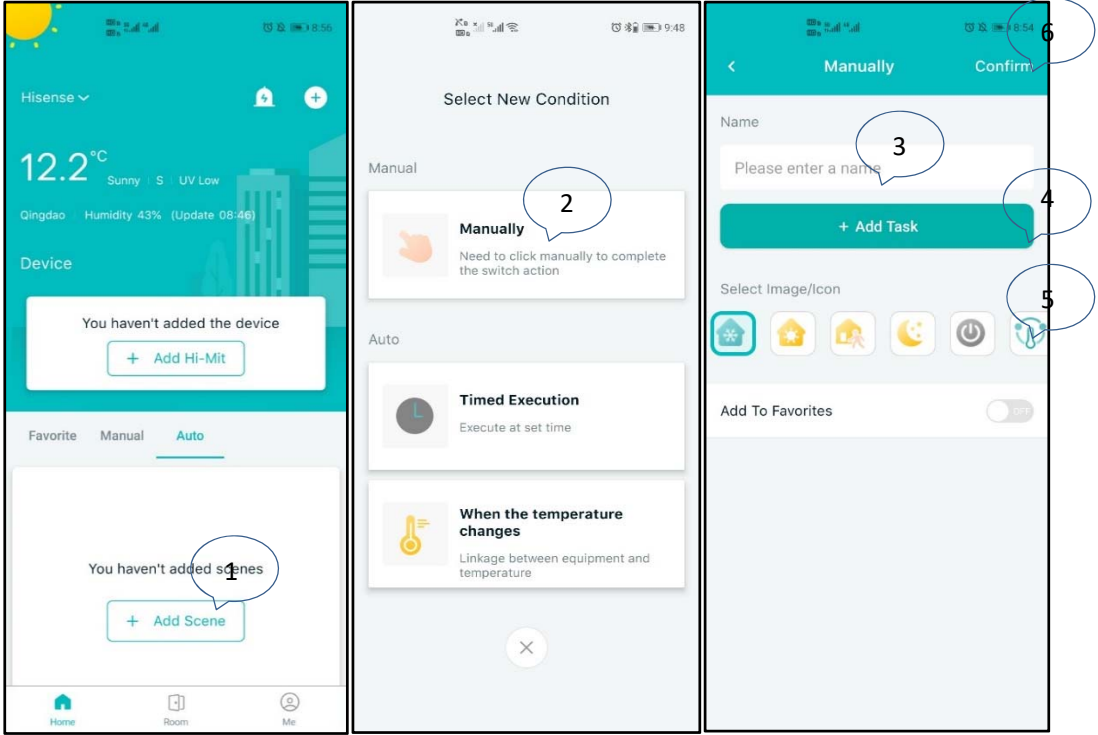 8:56
Hisense
12.2°C
Sunny | S | UV Low
Qingdao | Humidity 43% (Update 08:46)
Device
You haven't added the device
+ Add Hi-Mit
Favorite Manual Auto
1
You haven't added scenes
+ Add Scene
Home Room Me
9:48
Select New Condition
Manual
2
Manually
Need to click manually to complete
the switch action
Auto
Timed Execution
Execute at set time
When the temperature
changes
Linkage between equipment and
temperature
8:54
6
Manually Confirm
Name
3
Please enter a name
4
+ Add Task
Select Image/Icon
5
Add To Favorites OFF